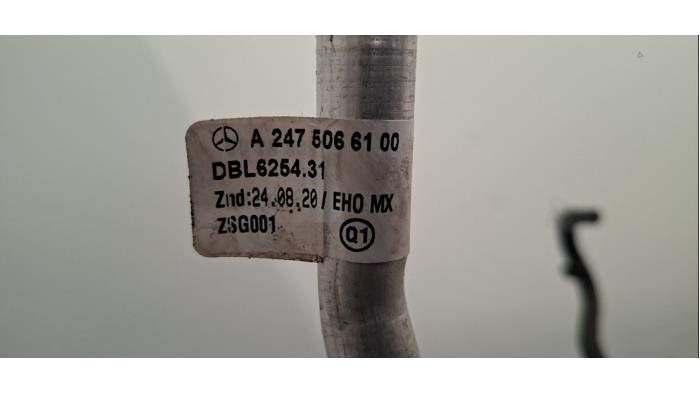 A 247 506 61 00
DBL6254.31
Znd:24.08.20/ EHO MX
ZSG001
Q1